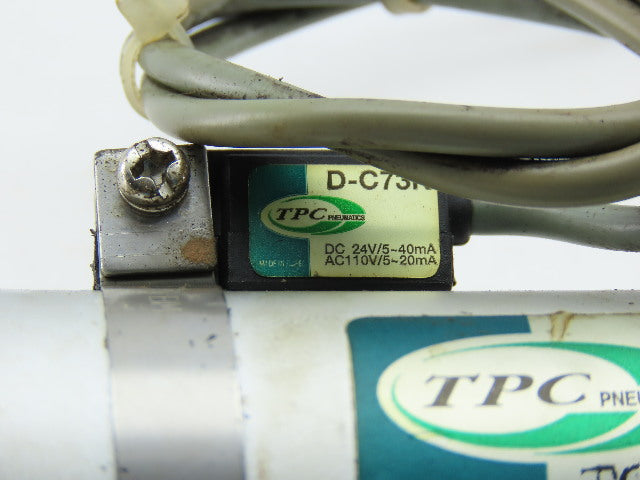 D-C73
TPC PNEUMATICS
DC 24V/5~40mA
AC110V/5~20mA
TPC